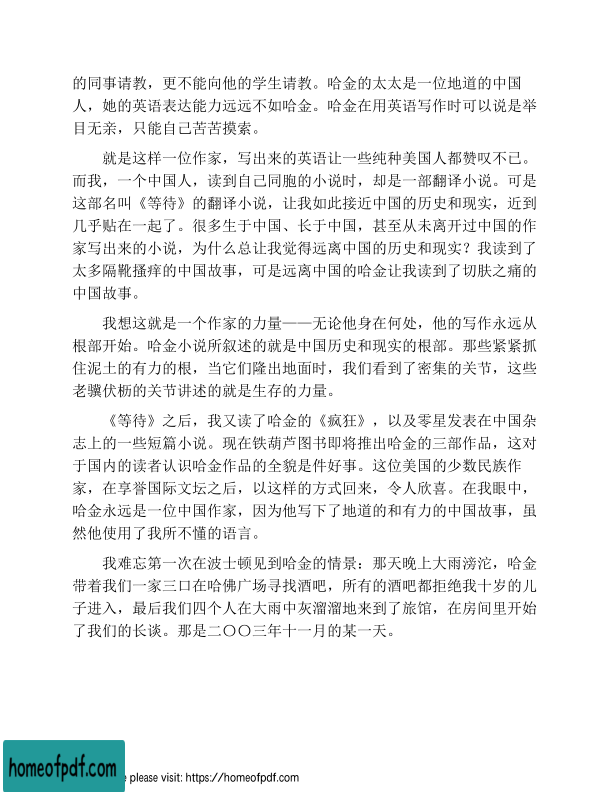 的同事请教，更不能向他的学生请教。哈金的太太是一位地道的中国
人，她的英语表达能力远远不如哈金。哈金在用英语写作时可以说是举
目无亲，只能自己苦苦摸索。
就是这样一位作家，写出来的英语让一些纯种美国人都赞叹不已。
而我，一个中国人，读到自己同胞的小说时，却是一部翻译小说。可是
这部名叫《等待》的翻译小说，让我如此接近中国的历史和现实，近到
几乎贴在一起了。很多生于中国、长于中国，甚至从未离开过中国的作
家写出来的小说，为什么总让我觉得远离中国的历史和现实？我读到了
太多隔靴搔痒的中国故事，可是远离中国的哈金让我读到了切肤之痛的
中国故事。
我想这就是一个作家的力量——无论他身在何处，他的写作永远从
根部开始。哈金小说所叙述的就是中国历史和现实的根部。那些紧紧抓
住泥土的有力的根，当它们隆出地面时，我们看到了密集的关节，这些
老骥伏枥的关节讲述的就是生存的力量。
《等待》之后，我又读了哈金的《疯狂》，以及零星发表在中国杂
志上的一些短篇小说。现在铁葫芦图书即将推出哈金的三部作品，这对
于国内的读者认识哈金作品的全貌是件好事。这位美国的少数民族作
家，在享誉国际文坛之后，以这样的方式回来，令人欣喜。在我眼中，
哈金永远是一位中国作家，因为他写下了地道的和有力的中国故事，虽
然他使用了我所不懂的语言。
我难忘第一次在波士顿见到哈金的情景：那天晚上大雨滂沱，哈金
带着我们一家三口在哈佛广场寻找酒吧，所有的酒吧都拒绝我十岁的儿
子进入，最后我们四个人在大雨中灰溜溜地来到了旅馆，在房间里开始
了我们的长谈。那是二〇〇三年十一月的某一天。
homeofpdf.com
e please visit: https://homeofpdf.com